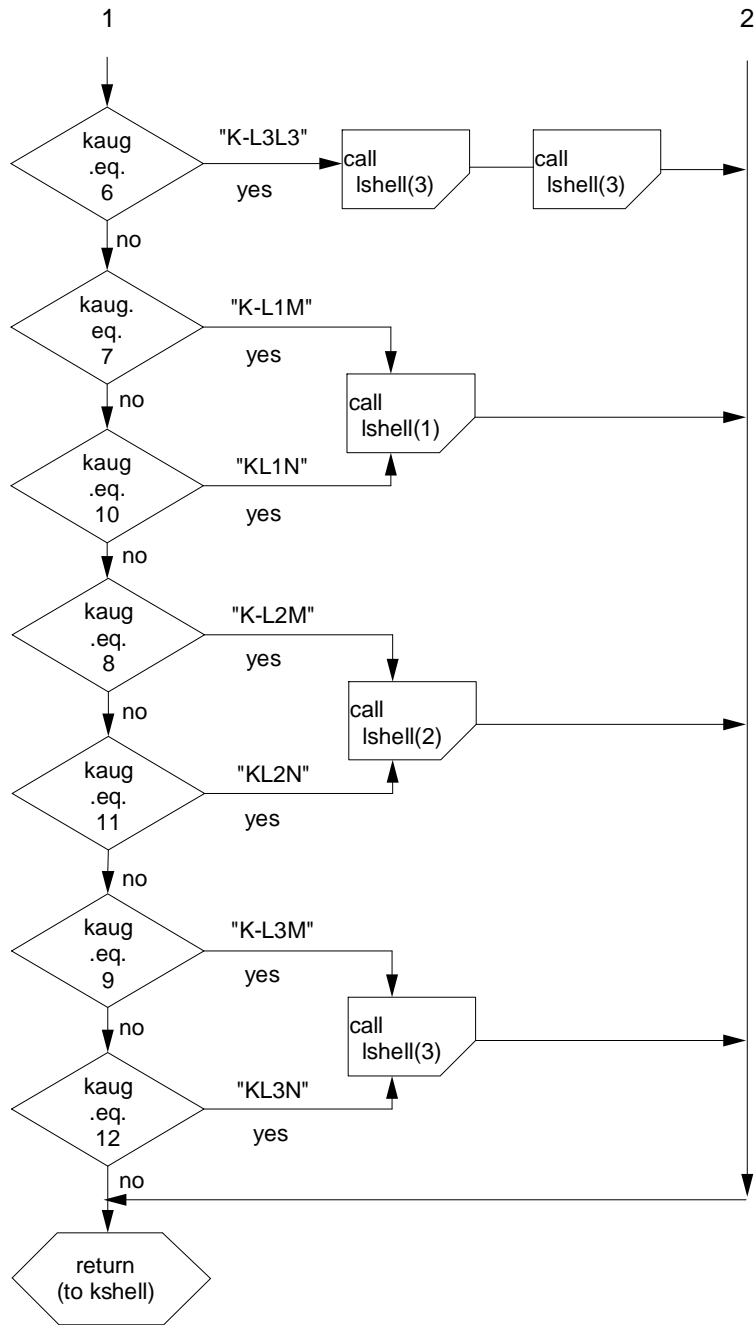 1
2
kaug
.eq.
6
"K-L3L3"
yes
call
lshell(3)
call
lshell(3)
no
kaug.
eq.
7
"K-L1M"
yes
call
lshell(1)
no
kaug
.eq.
10
"KL1N"
yes
no
kaug
.eq.
8
"K-L2M"
yes
call
lshell(2)
no
kaug
.eq.
11
"KL2N"
yes
no
kaug
.eq.
9
"K-L3M"
yes
call
lshell(3)
no
kaug
.eq.
12
"KL3N"
yes
no
return
(to kshell)